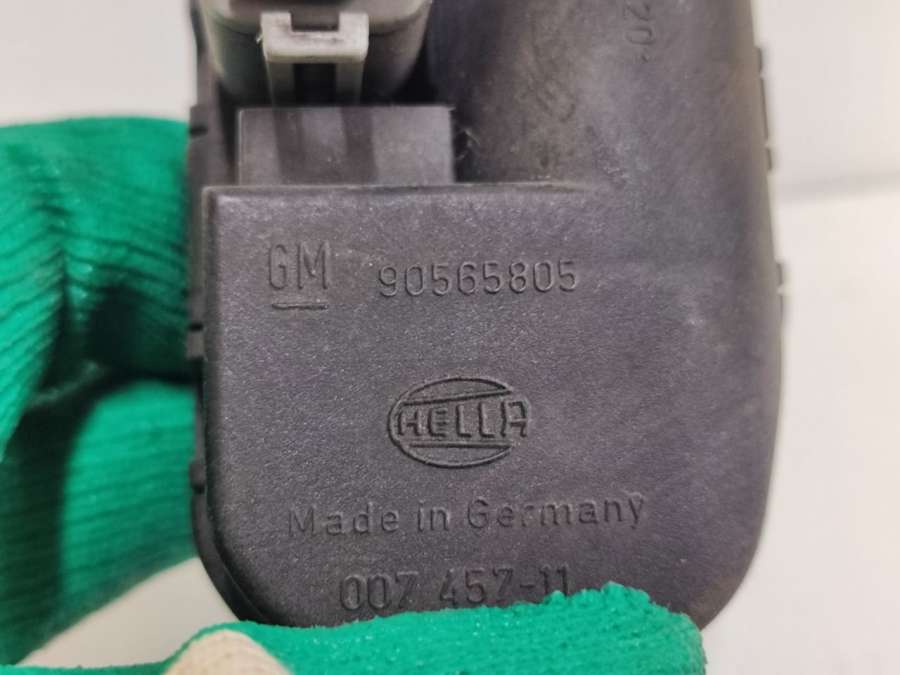 GM 90565805
HELLA
Made in Germany
007 457-11